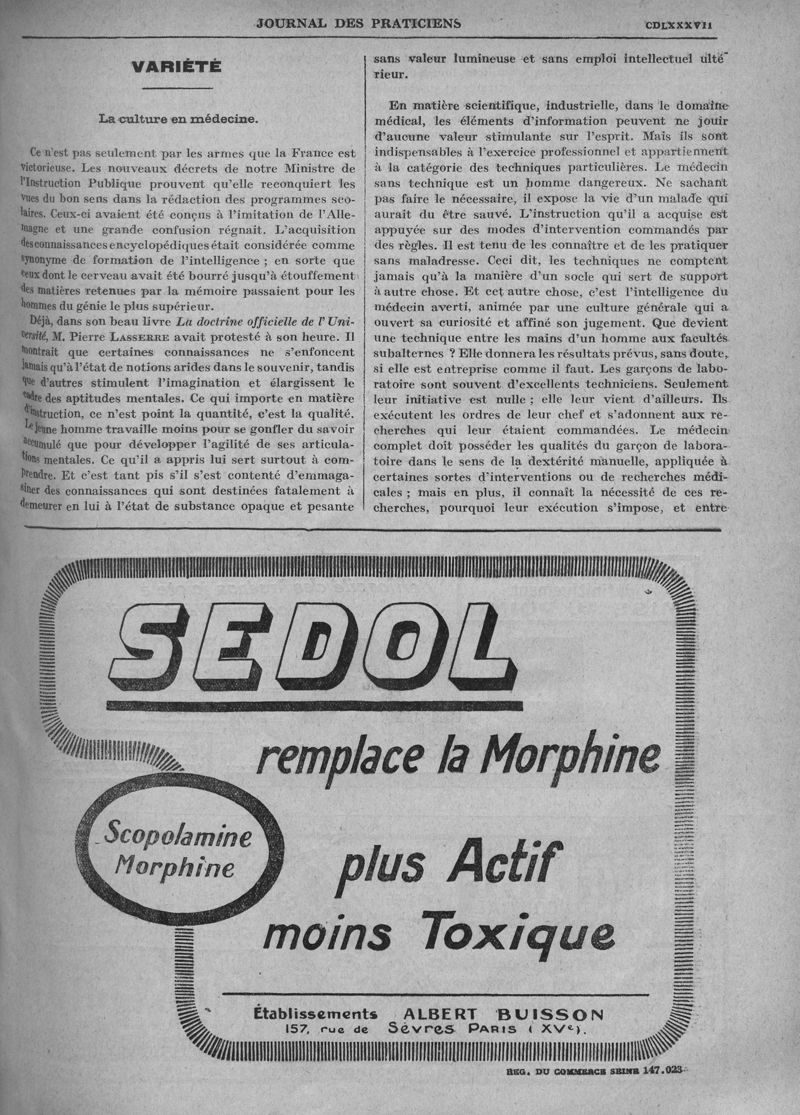 JOURNAL DES PRATICIENS
CDLXXXVII
VARIÉTÉ
La culture en médecine.
Ce n'est pas seulement par les armes que la France est
victorieuse. Les nouveaux décrets de notre Ministre de
l'Instruction Publique prouvent qu'elle reconquiert les
vues du bon sens dans la rédaction des programmes sco-
laires. Ceux-ci avaient été conçus à l'imitation de l'Alle-
magne et une grande confusion régnait. L'acquisition
des connaissances encyclopédiques était considérée comme
synonyme de formation de l'intelligence ; en sorte que
ceux dont le cerveau avait été bourré jusqu'à étouffement
des matières retenues par la mémoire passaient pour les
hommes du génie le plus supérieur.
Déjà, dans son beau livre La doctrine officielle de l'Uni-
versité, M. Pierre LASSERRE avait protesté à son heure. Il
montrait que certaines connaissances ne s'enfoncent
jamais qu'à l'état de notions arides dans le souvenir, tandis
que d'autres stimulent l'imagination et élargissent le
cadre des aptitudes mentales. Ce qui importe en matière
d'instruction, ce n'est point la quantité, c'est la qualité.
Le jeune homme travaille moins pour se gonfler du savoir
accumulé que pour développer l'agilité de ses articula-
tions mentales. Ce qu'il a appris lui sert surtout à com-
prendre. Et c'est tant pis s'il s'est contenté d'emmaga-
siner des connaissances qui sont destinées fatalement à
demeurer en lui à l'état de substance opaque et pesante
sans valeur lumineuse et sans emploi intellectuel ulté-
rieur.
En matière scientifique, industrielle, dans le domaine
médical, les éléments d'information peuvent ne jouir
d'aucune valeur stimulante sur l'esprit. Mais ils sont
indispensables à l'exercice professionnel et appartiennent
à la catégorie des techniques particulières. Le médecin
sans technique est un homme dangereux. Ne sachant
pas faire le nécessaire, il expose la vie d'un malade qui
aurait du être sauvé. L'instruction qu'il a acquise est
appuyée sur des modes d'intervention commandés par
des règles. Il est tenu de les connaître et de les pratiquer
sans maladresse. Ceci dit, les techniques ne comptent
jamais qu'à la manière d'un socle qui sert de support
à autre chose. Et cet autre chose, c'est l'intelligence du
médecin averti, animée par une culture générale qui a
ouvert sa curiosité et affiné son jugement. Que devient
une technique entre les mains d'un homme aux facultés
subalternes ? Elle donnera les résultats prévus, sans doute,
si elle est entreprise comme il faut. Les garçons de labo-
ratoire sont souvent d'excellents techniciens. Seulement
leur initiative est nulle ; elle leur vient d'ailleurs. Ils
exécutent les ordres de leur chef et s'adonnent aux re-
cherches qui leur étaient commandées. Le médecin
complet doit posséder les qualités du garçon de labora-
toire dans le sens de la dextérité manuelle, appliquée à
certaines sortes d'interventions ou de recherches médi-
cales ; mais en plus, il connaît la nécessité de ces re-
cherches, pourquoi leur exécution s'impose, et entre
SEDOL
remplace la Morphine
Scopolamine
Morphine
plus Actif
moins Toxique
Établissements ALBERT BUISSON
157, rue de Sèvres PARIS (XVe).
REG. DU COMMERCE SEINE 147.023